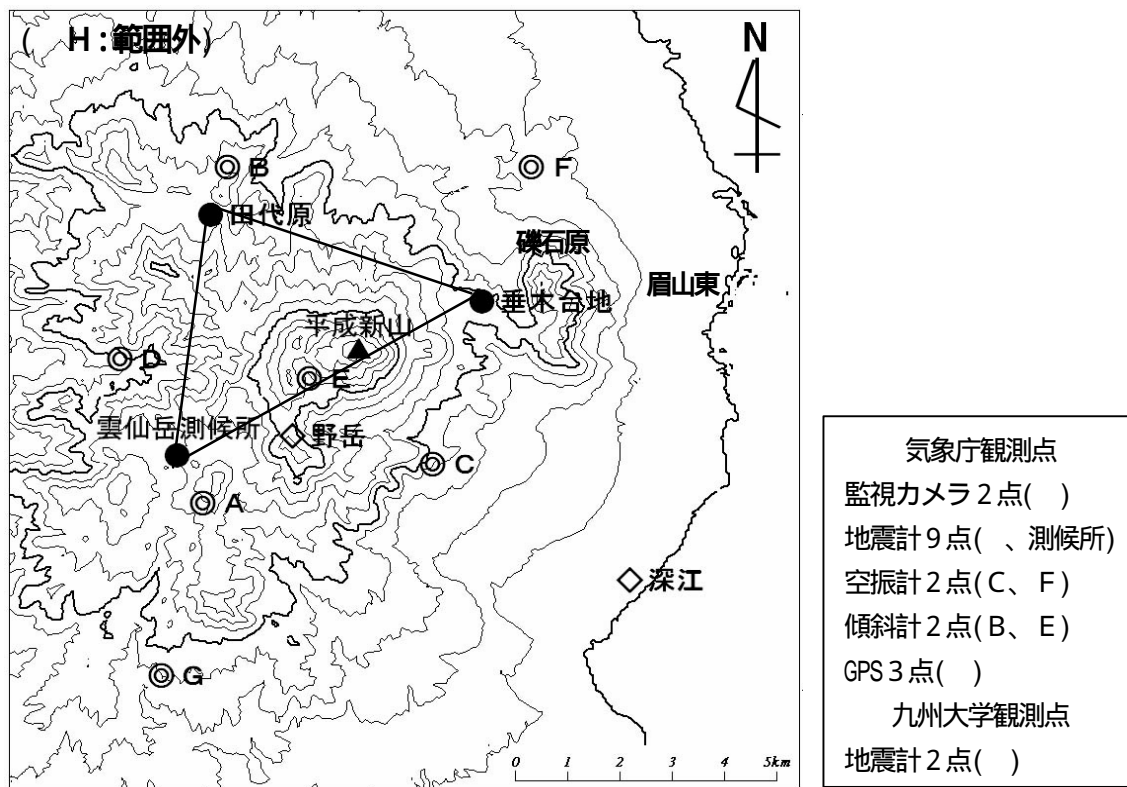 (　H:範囲外)
N
B
F
田代原
礫石原
眉山東
垂木台地
平成新山
D
E
雲仙岳測候所
野岳
C
A
深江
G
0 1 2 3 4 5km
気象庁観測点
監視カメラ2点(　)
地震計9点(　、測候所)
空振計2点(C、F)
傾斜計2点(B、E)
GPS3点(　)
九州大学観測点
地震計2点(　)